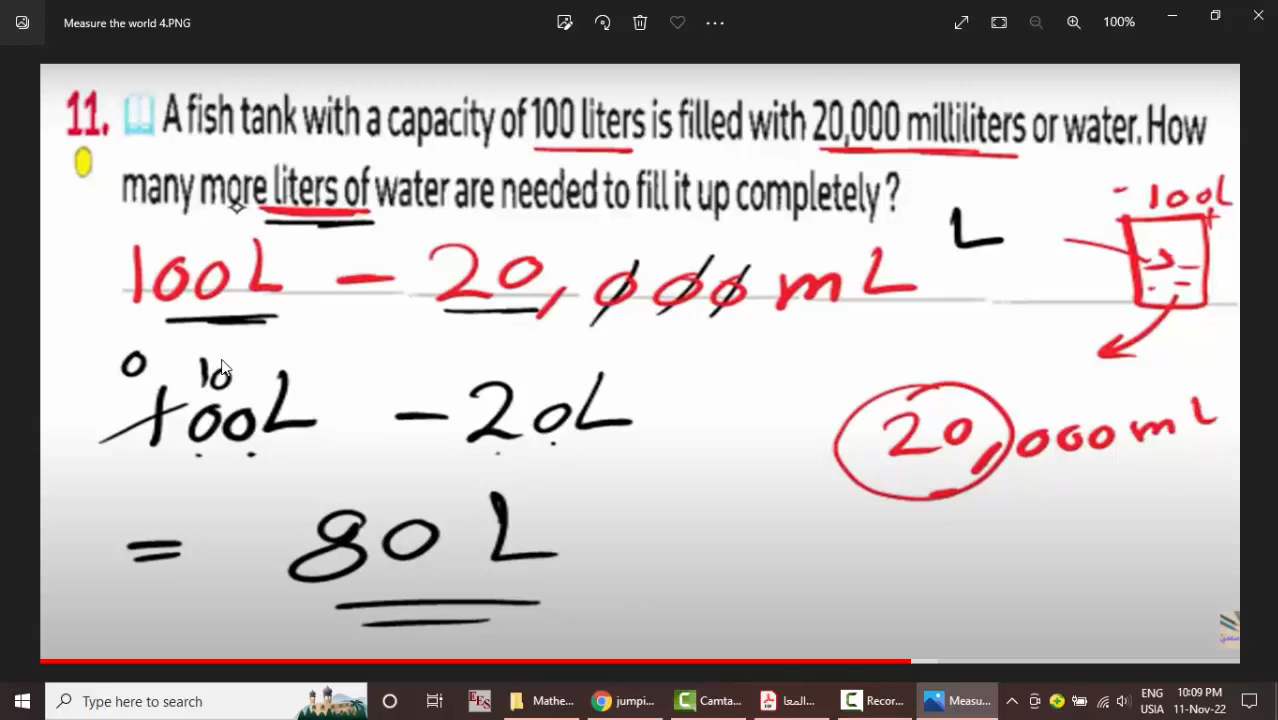 Measure the world 4.PNG
100%
11. A fish tank with a capacity of 100 liters is filled with 20,000 milliliters or water. How
many more liters of water are needed to fill it up completely ?
- 100L
L
100L - 20,000 mL
0 10
100L - 20L
20,000 mL
= 80 L
Type here to search
EES
Mathe...
jumpi...
Camta...
المعا...
Recor...
Measu...
ENG
USA
10:09 PM
11-Nov-22